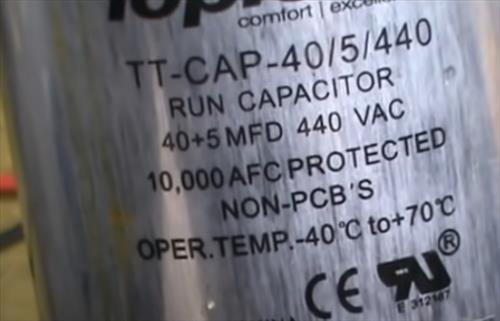 comfort |
TT-CAP-40/5/440
RUN CAPACITOR
40+5 MFD 440 VAC
10,000 AFC PROTECTED
NON-PCB'S
OPER.TEMP.-40℃ to+70℃
CE ®
E 312187